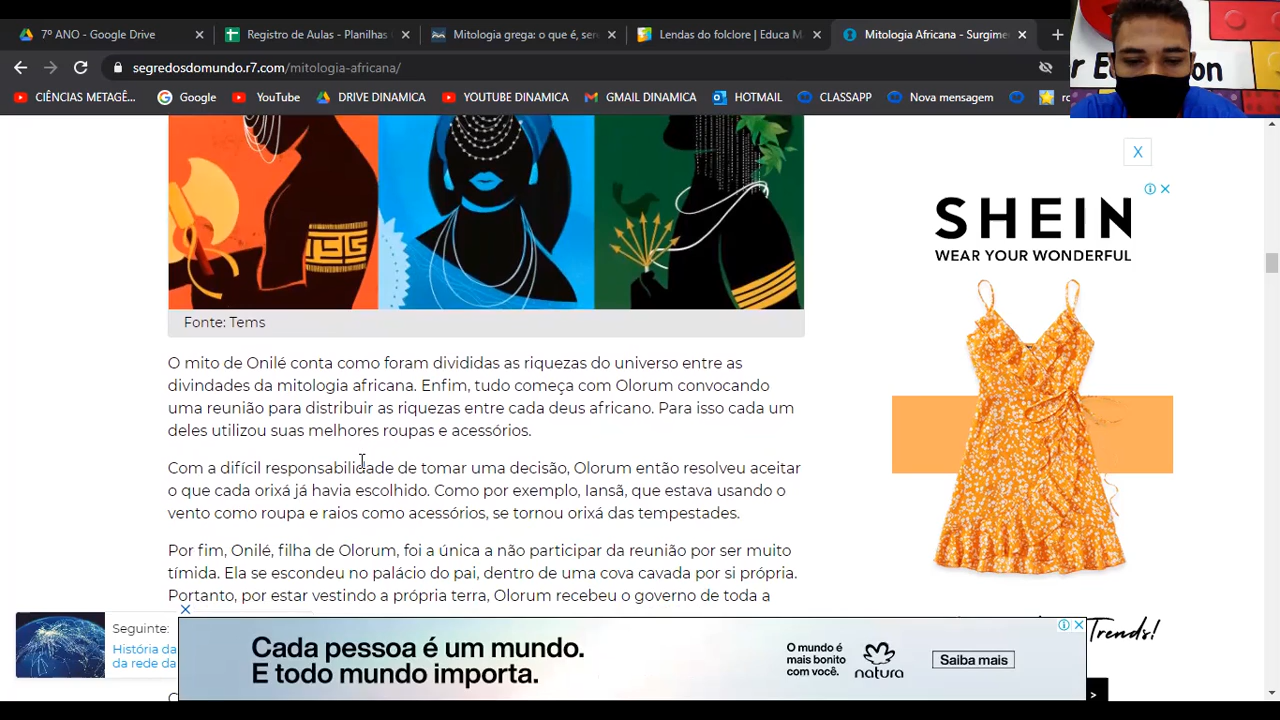 7º ANO - Google Drive
Registro de Aulas - Planilhas
Mitologia grega: o que é, ser
Lendas do folclore | Educa M
Mitologia Africana - Surgime
segredosdomundo.r7.com/mitologia-africana/
r E on
CIÊNCIAS METAGÊ...
Google
YouTube
DRIVE DINAMICA
YOUTUBE DINAMICA
GMAIL DINAMICA
HOTMAIL
CLASSAPP
Nova mensagem
ro
X
SHEIN
WEAR YOUR WONDERFUL
Fonte: Tems
O mito de Onilé conta como foram divididas as riquezas do universo entre as
divindades da mitologia africana. Enfim, tudo começa com Olorum convocando
uma reunião para distribuir as riquezas entre cada deus africano. Para isso cada um
deles utilizou suas melhores roupas e acessórios.
Com a difícil responsabilidade de tomar uma decisão, Olorum então resolveu aceitar
o que cada orixá já havia escolhido. Como por exemplo, Iansã, que estava usando o
vento como roupa e raios como acessórios, se tornou orixá das tempestades.
Por fim, Onilé, filha de Olorum, foi a única a não participar da reunião por ser muito
tímida. Ela se escondeu no palácio do pai, dentro de uma cova cavada por si própria.
Portanto, por estar vestindo a própria terra, Olorum recebeu o governo de toda a
Seguinte:
História da
da rede da
Cada pessoa é um mundo.
E todo mundo importa.
O mundo é
mais bonito
com você.
natura
Saiba mais
Trends!